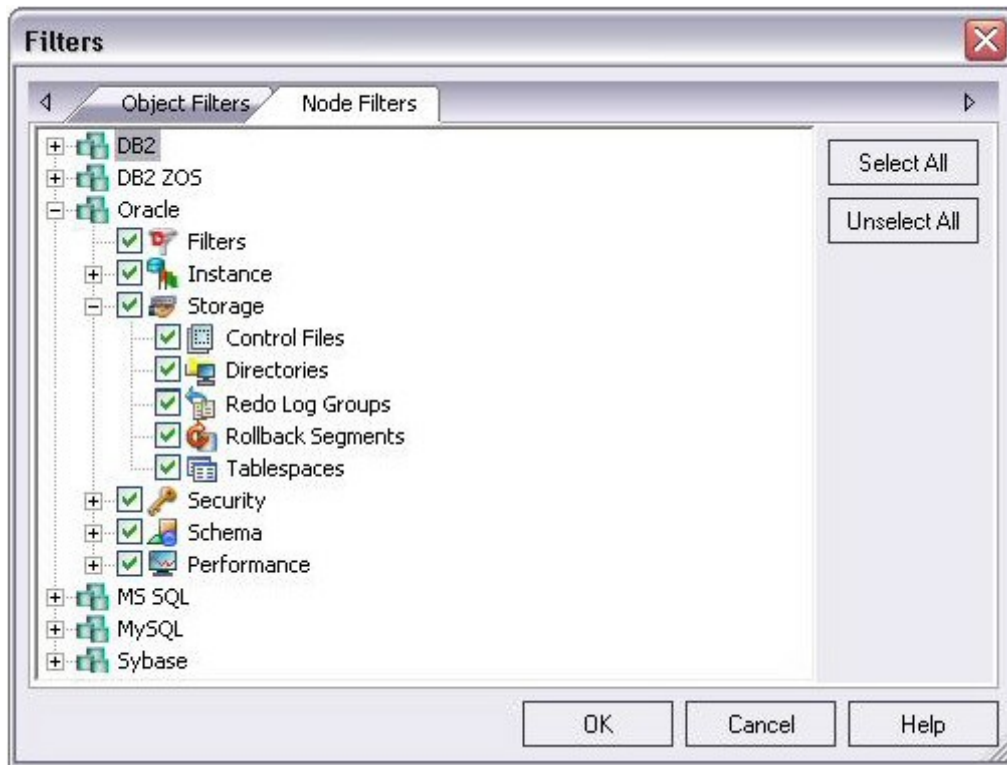 Filters
Object Filters Node Filters
DB2
DB2 ZOS
Oracle
Filters
Instance
Storage
Control Files
Directories
Redo Log Groups
Rollback Segments
Tablespaces
Security
Schema
Performance
MS SQL
MySQL
Sybase
Select All
Unselect All
OK Cancel Help